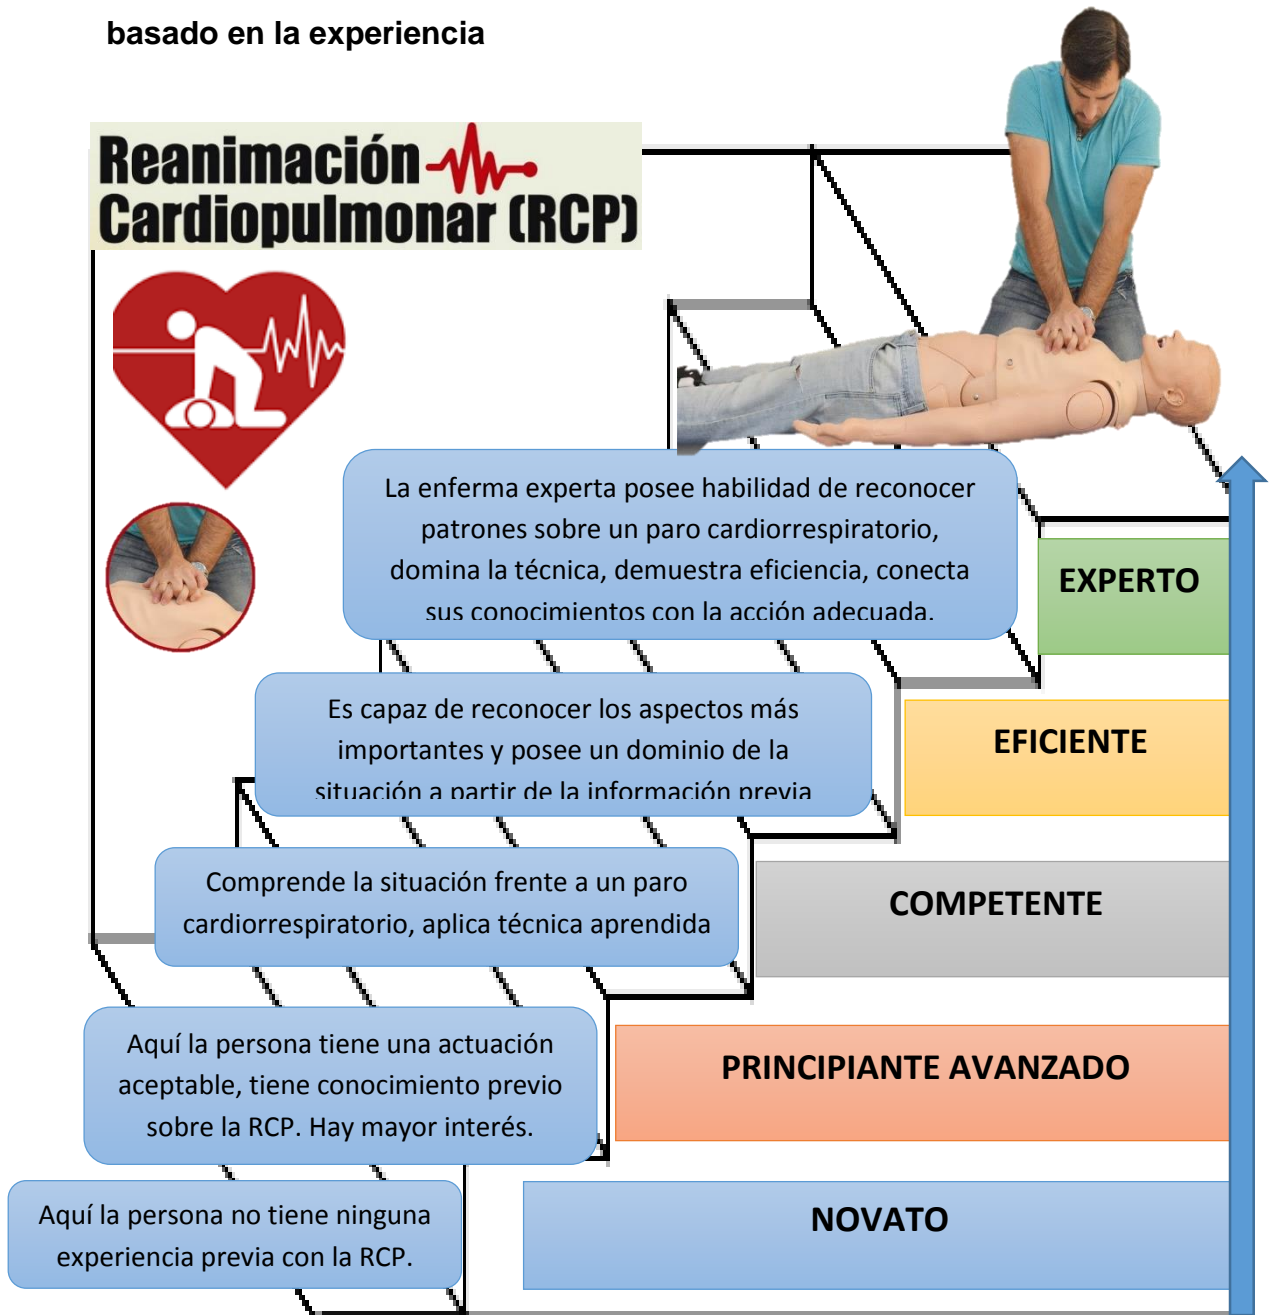 basado en la experiencia
Reanimación
Cardiopulmonar (RCP)
La enferma experta posee habilidad de reconocer
patrones sobre un paro cardiorrespiratorio,
domina la técnica, demuestra eficiencia, conecta
sus conocimientos con la acción adecuada.
EXPERTO
Es capaz de reconocer los aspectos más
importantes y posee un dominio de la
situación a partir de la información previa
EFICIENTE
Comprende la situación frente a un paro
cardiorrespiratorio, aplica técnica aprendida
COMPETENTE
Aquí la persona tiene una actuación
aceptable, tiene conocimiento previo
sobre la RCP. Hay mayor interés.
PRINCIPIANTE AVANZADO
Aquí la persona no tiene ninguna
experiencia previa con la RCP.
NOVATO